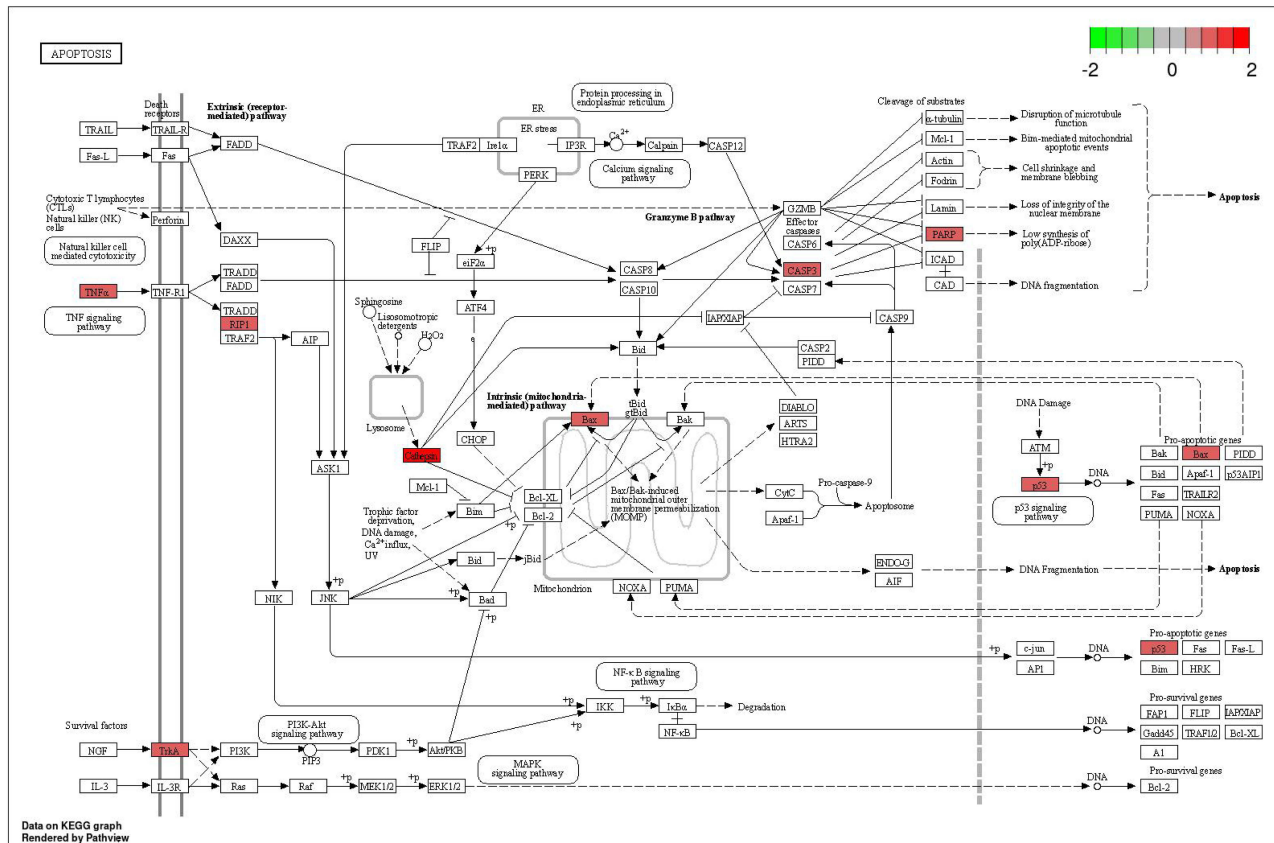 APOPTOSIS
-2 0 2
Death
receptors
Extrinsic (receptor-
mediated) pathway
TRAIL
TRAIL-R
FADD
Fas-L
Fas
Cytotoxic T lymphocytes
(CTLs)
Natural killer (NK)
cells
Perforin
DAXX
Natural killer cell
mediated cytotoxicity
TNFα
TNF-R1
TRADD
FADD
TNF signaling
pathway
TRADD
RIP1
TRAF2
AIP
ASK1
ER
ER stress
TRAF2
Ire1α
IP3R
Ca2+
Calpain
CASP12
PERK
Protein processing in
endoplasmic reticulum
Calcium signaling
pathway
FLIP
+p
eiF2α
ATF4
CHOP
Sphingosine
Lisosomotropic
detergents
H2O2
Lysosome
Cathepsin
Granzyme B pathway
GZMB
Effector
caspases
CASP6
CASP3
CASP7
CASP8
CASP10
IAP/XIAP
CASP9
Bid
CASP2
PIDD
Cleavage of substrates
α-tubulin
Mcl-1
Actin
Fodrin
Lamin
PARP
ICAD
CAD
Disruption of microtubule
function
Bim-mediated mitochondrial
apoptotic events
Cell shrinkage and
membrane blebbing
Loss of integrity of the
nuclear membrane
Low synthesis of
poly(ADP-ribose)
DNA fragmentation
Apoptosis
Intrinsic (mitochondria-
mediated) pathway
tBid
gtBid
Bax
Bak
DIABLO
ARTS
HTRA2
Mcl-1
Bim
Bcl-XL
Bcl-2
+p
Bax/Bak-induced
mitochondrial outer
membrane permeabilization
(MOMP)
CytC
Apaf-1
Pro-caspase-9
Apoptosome
Trophic factor
deprivation,
DNA damage,
Ca2+ influx,
UV
Bid
jBid
Bad
+p
+p
Mitochondrion
NOXA
PUMA
ENDO-G
AIF
DNA Fragmentation
Apoptosis
DNA Damage
ATM
+p
p53
DNA
p53 signaling
pathway
Pro-apoptotic genes
Bak
Bax
PIDD
Bid
Apaf-1
p53AIP1
Fas
TRAILR2
PUMA
NOXA
NIK
+p
JNK
+p
c-jun
AP1
DNA
Pro-apoptotic genes
p53
Fas
Fas-L
Bim
HRK
NF-κB signaling
pathway
+p
IKK
+p
IκBα
Degradation
+p
NF-κB
DNA
Pro-survival genes
FAP1
FLIP
IAP/XIAP
Gadd45
TRAF1/2
Bcl-XL
A1
Survival factors
NGF
TrkA
PI3K
PIP3
PDK1
+p
Akt/PKB
PI3K-Akt
signaling pathway
MAPK
signaling pathway
IL-3
IL-3R
Ras
Raf
+p
MEK1/2
+p
ERK1/2
DNA
Pro-survival genes
Bcl-2
Data on KEGG graph
Rendered by Pathview